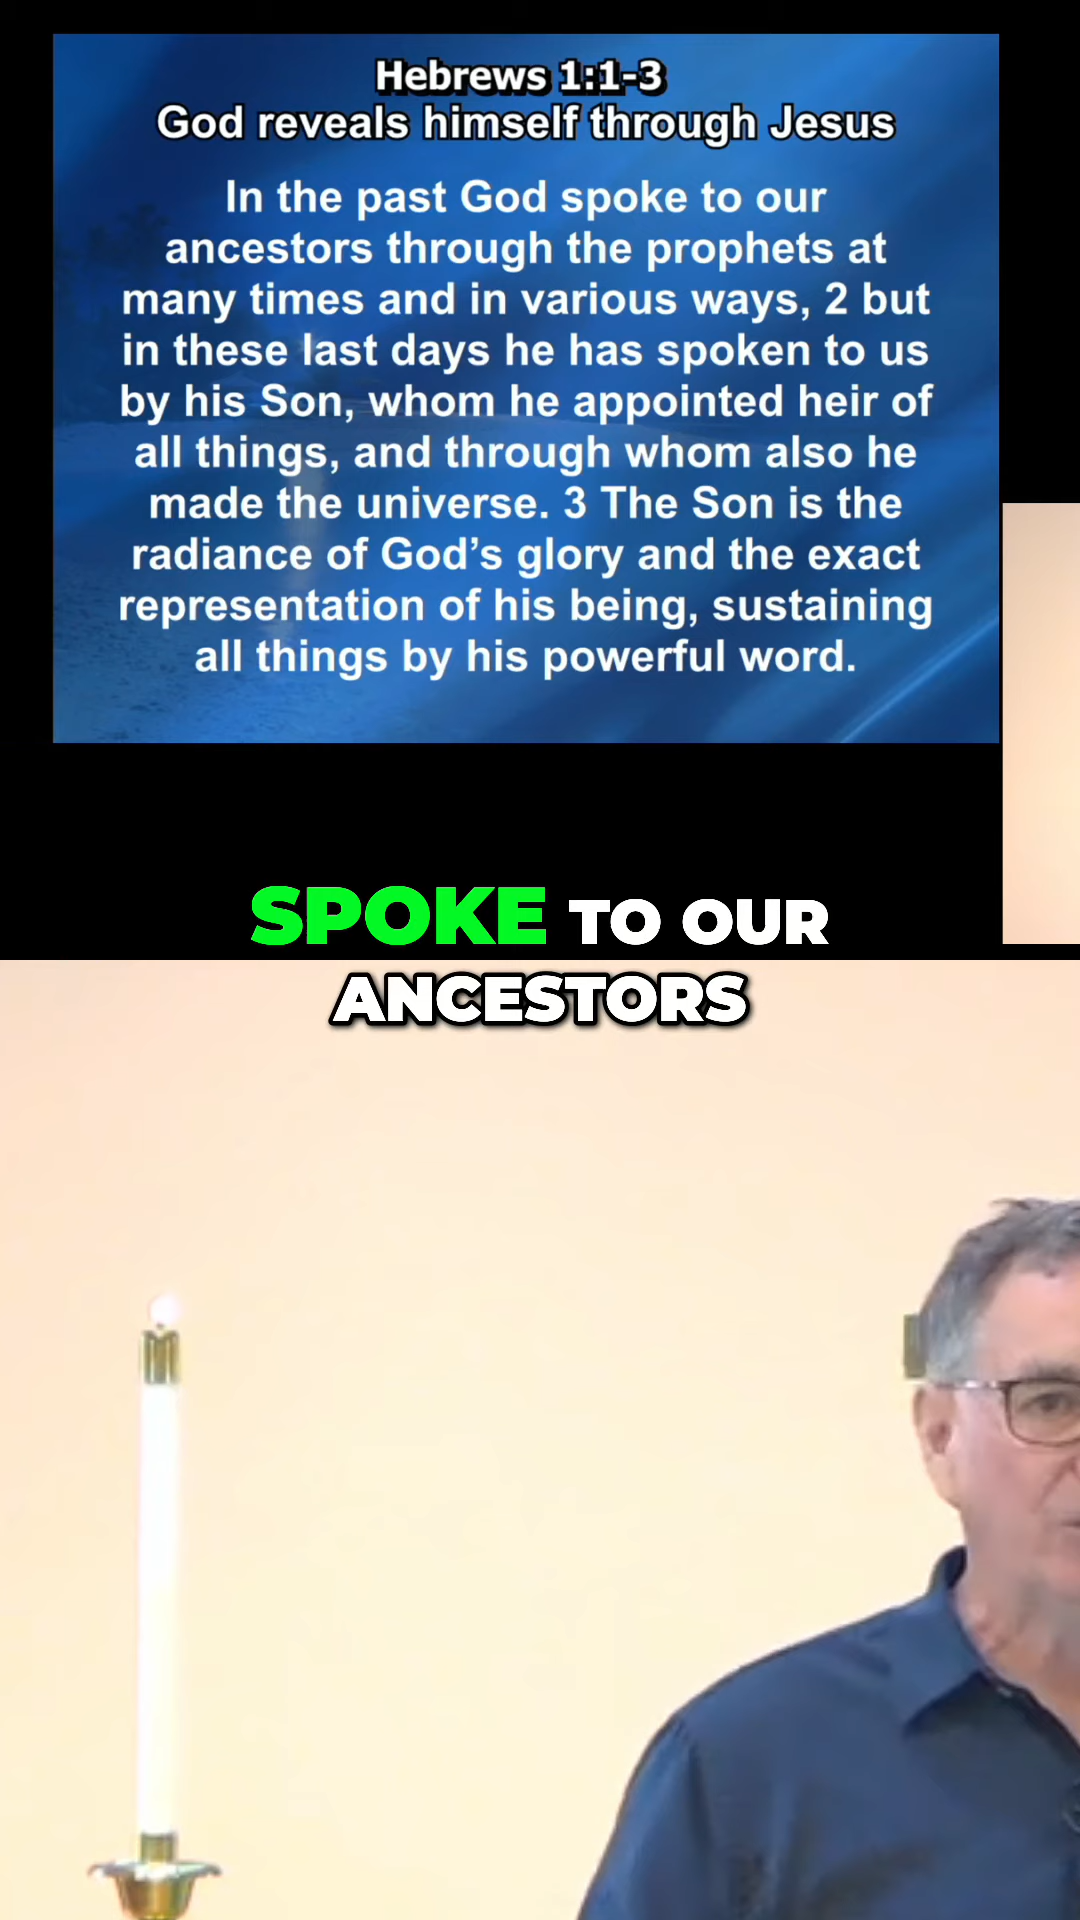 Hebrews 1:1-3
God reveals himself through Jesus
In the past God spoke to our
ancestors through the prophets at
many times and in various ways, 2 but
in these last days he has spoken to us
by his Son, whom he appointed heir of
all things, and through whom also he
made the universe. 3 The Son is the
radiance of God’s glory and the exact
representation of his being, sustaining
all things by his powerful word.
SPOKE TO OUR
ANCESTORS